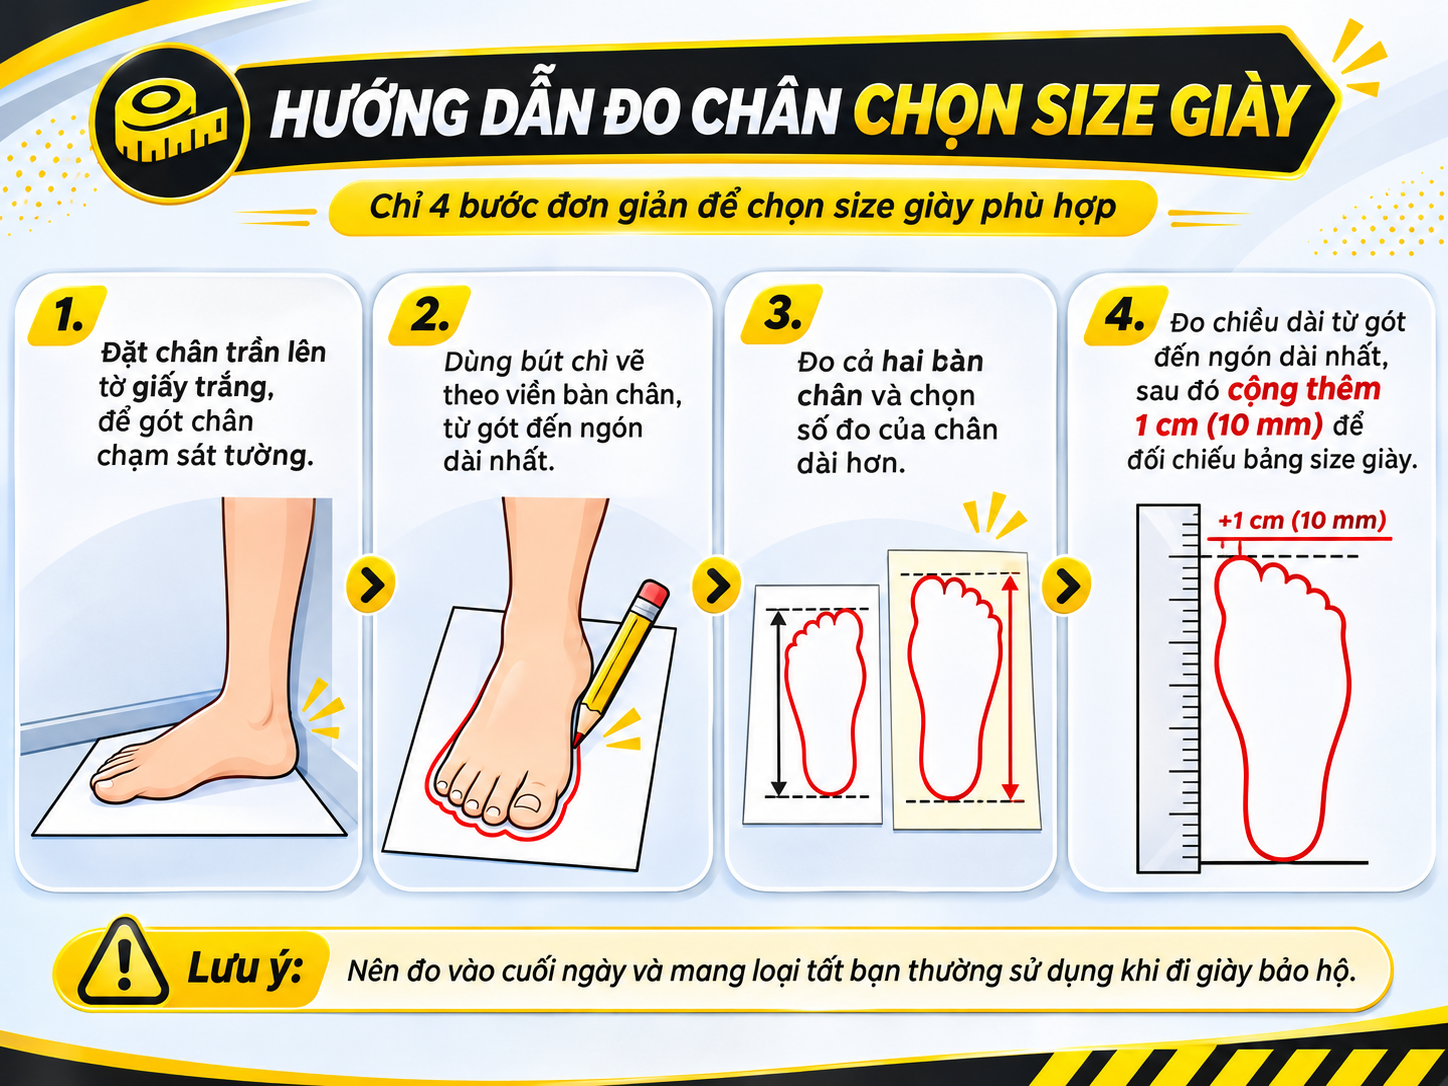 HƯỚNG DẪN ĐO CHÂN CHỌN SIZE GIÀY
Chỉ 4 bước đơn giản để chọn size giày phù hợp
1.
Đặt chân trần lên
tờ giấy trắng,
để gót chân
chạm sát tường.
2.
Dùng bút chì vẽ
theo viền bàn chân,
từ gót đến ngón
dài nhất.
3.
Đo cả hai bàn
chân và chọn
số đo của chân
dài hơn.
4.
Đo chiều dài từ gót
đến ngón dài nhất,
sau đó cộng thêm
1 cm (10 mm) để
đối chiếu bảng size giày.
+1 cm (10 mm)
Lưu ý:
Nên đo vào cuối ngày và mang loại tất bạn thường sử dụng khi đi giày bảo hộ.